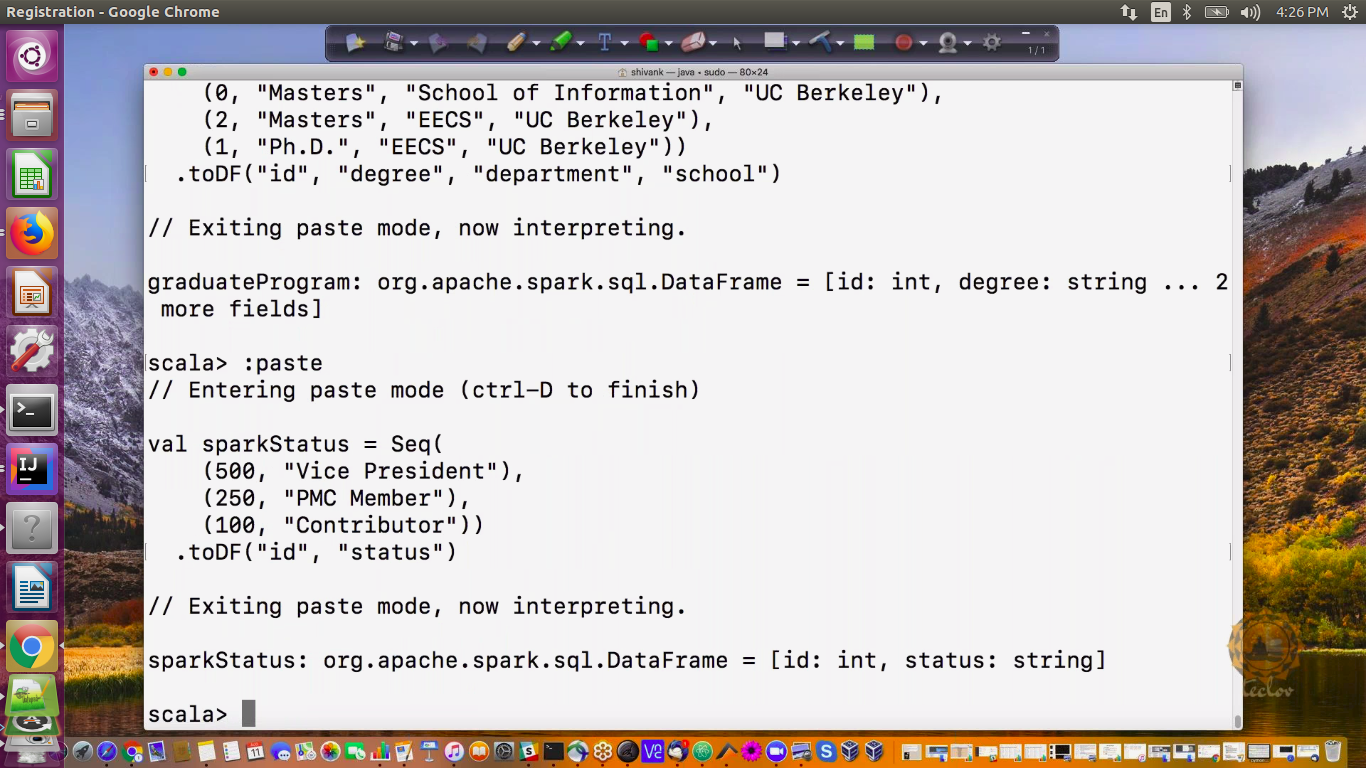 Registration - Google Chrome
En
4:26 PM
1/1
shivank — java • sudo — 80×24
(0, "Masters", "School of Information", "UC Berkeley"),
(2, "Masters", "EECS", "UC Berkeley"),
(1, "Ph.D.", "EECS", "UC Berkeley"))
.toDF("id", "degree", "department", "school")
// Exiting paste mode, now interpreting.
graduateProgram: org.apache.spark.sql.DataFrame = [id: int, degree: string ... 2
more fields]
scala> :paste
// Entering paste mode (ctrl-D to finish)
val sparkStatus = Seq(
(500, "Vice President"),
(250, "PMC Member"),
(100, "Contributor"))
.toDF("id", "status")
// Exiting paste mode, now interpreting.
sparkStatus: org.apache.spark.sql.DataFrame = [id: int, status: string]
scala>